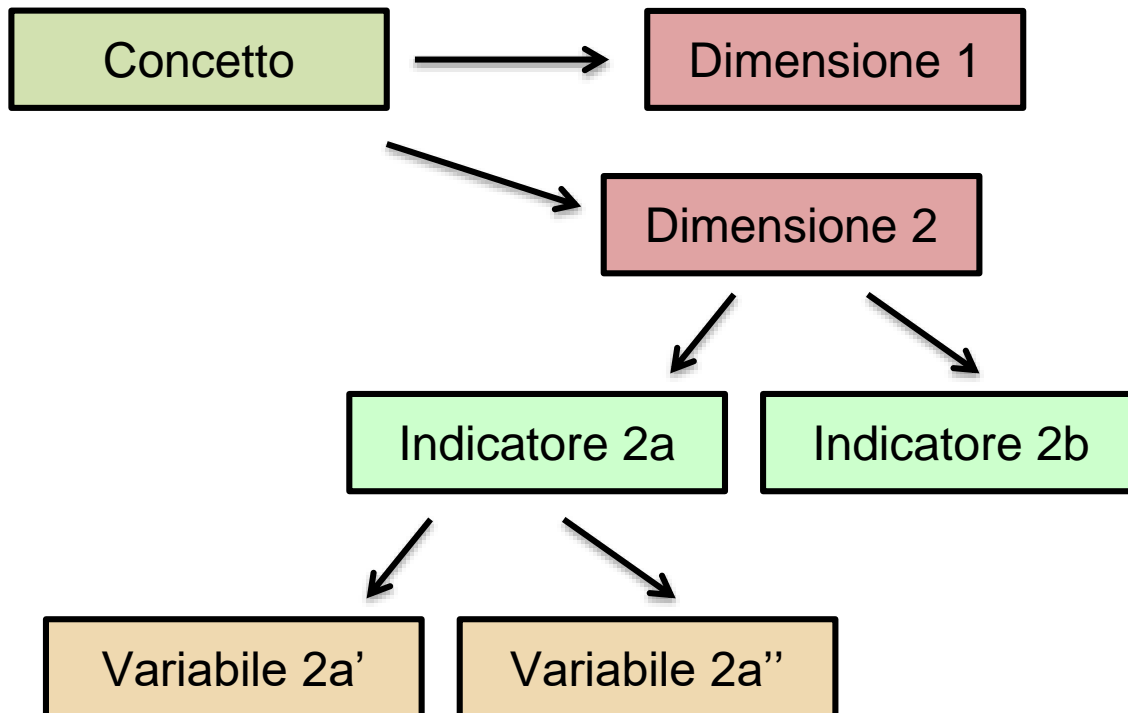 Concetto
Dimensione 1
Dimensione 2
Indicatore 2a
Indicatore 2b
Variabile 2a’
Variabile 2a’’